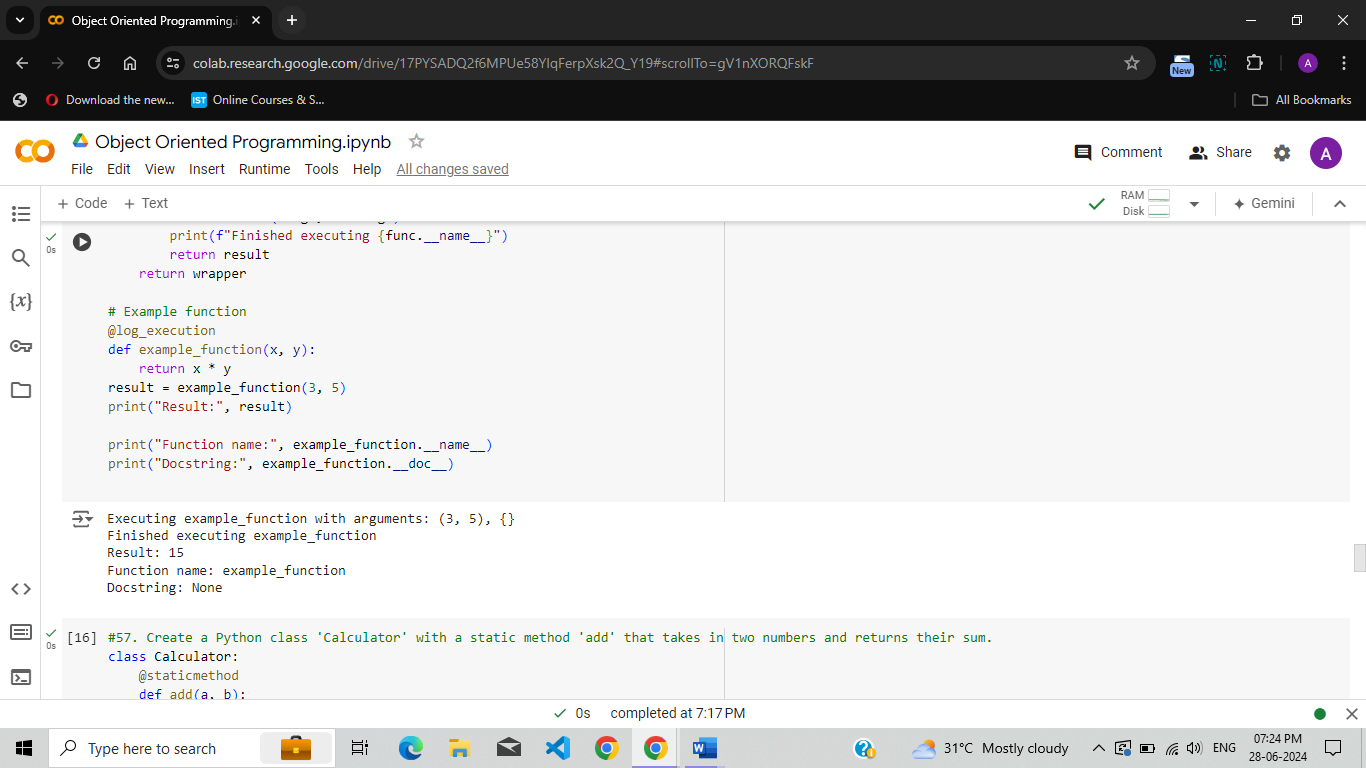 Object Oriented Programming.i
colab.research.google.com/drive/17PYSADQ2f6MPUe58YIqFerpXsk2Q_Y19#scrollTo=gV1nXORQFskF
New
N
A
Download the new...
IST Online Courses & S...
All Bookmarks
Object Oriented Programming.ipynb
File Edit View Insert Runtime Tools Help All changes saved
Comment
Share
A
+ Code + Text
RAM
Disk
Gemini
0s
        print(f"Finished executing {func.__name__}")
        return result
    return wrapper
# Example function
@log_execution
def example_function(x, y):
    return x * y
result = example_function(3, 5)
print("Result:", result)
print("Function name:", example_function.__name__)
print("Docstring:", example_function.__doc__)
Executing example_function with arguments: (3, 5), {}
Finished executing example_function
Result: 15
Function name: example_function
Docstring: None
0s
[16] #57. Create a Python class 'Calculator' with a static method 'add' that takes in two numbers and returns their sum.
class Calculator:
    @staticmethod
    def add(a, b):
0s completed at 7:17 PM
Type here to search
31°C Mostly cloudy
ENG
07:24 PM
28-06-2024